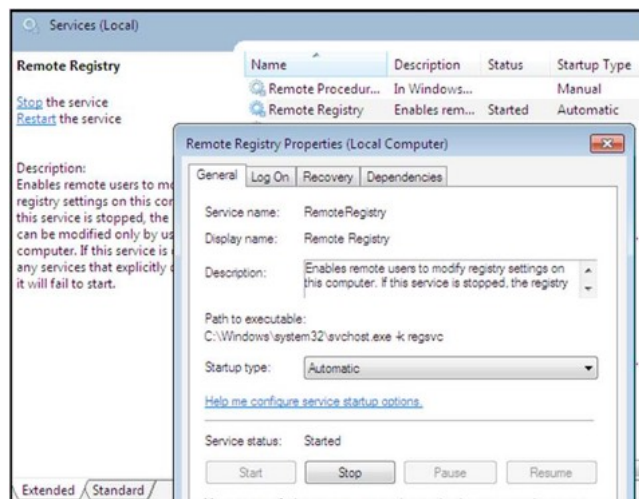 Services (Local)
Remote Registry
Stop the service
Restart the service
Description:
Enables remote users to mo
registry settings on this con
this service is stopped, the
can be modified only by us
computer. If this service is
any services that explicitly
it will fail to start.
Name Description Status Startup Type
Remote Procedur... In Windows... Manual
Remote Registry Enables rem... Started Automatic
Remote Registry Properties (Local Computer)
General Log On Recovery Dependencies
Service name: RemoteRegistry
Display name: Remote Registry
Description: Enables remote users to modify registry settings on
this computer. If this service is stopped, the registry
Path to executable:
C:\Windows\system32\svchost.exe -k regsvc
Startup type: Automatic
Help me configure service startup options.
Service status: Started
Start Stop Pause Resume
Extended Standard